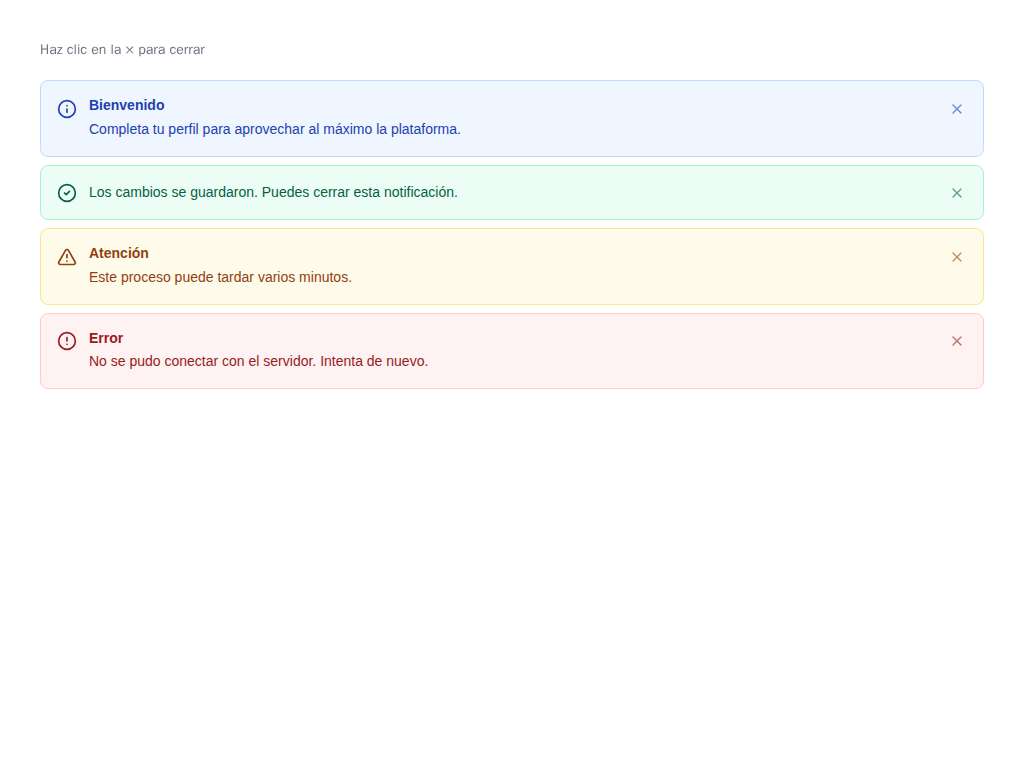 Haz clic en la × para cerrar
Bienvenido
Completa tu perfil para aprovechar al máximo la plataforma.
Los cambios se guardaron. Puedes cerrar esta notificación.
Atención
Este proceso puede tardar varios minutos.
Error
No se pudo conectar con el servidor. Intenta de nuevo.